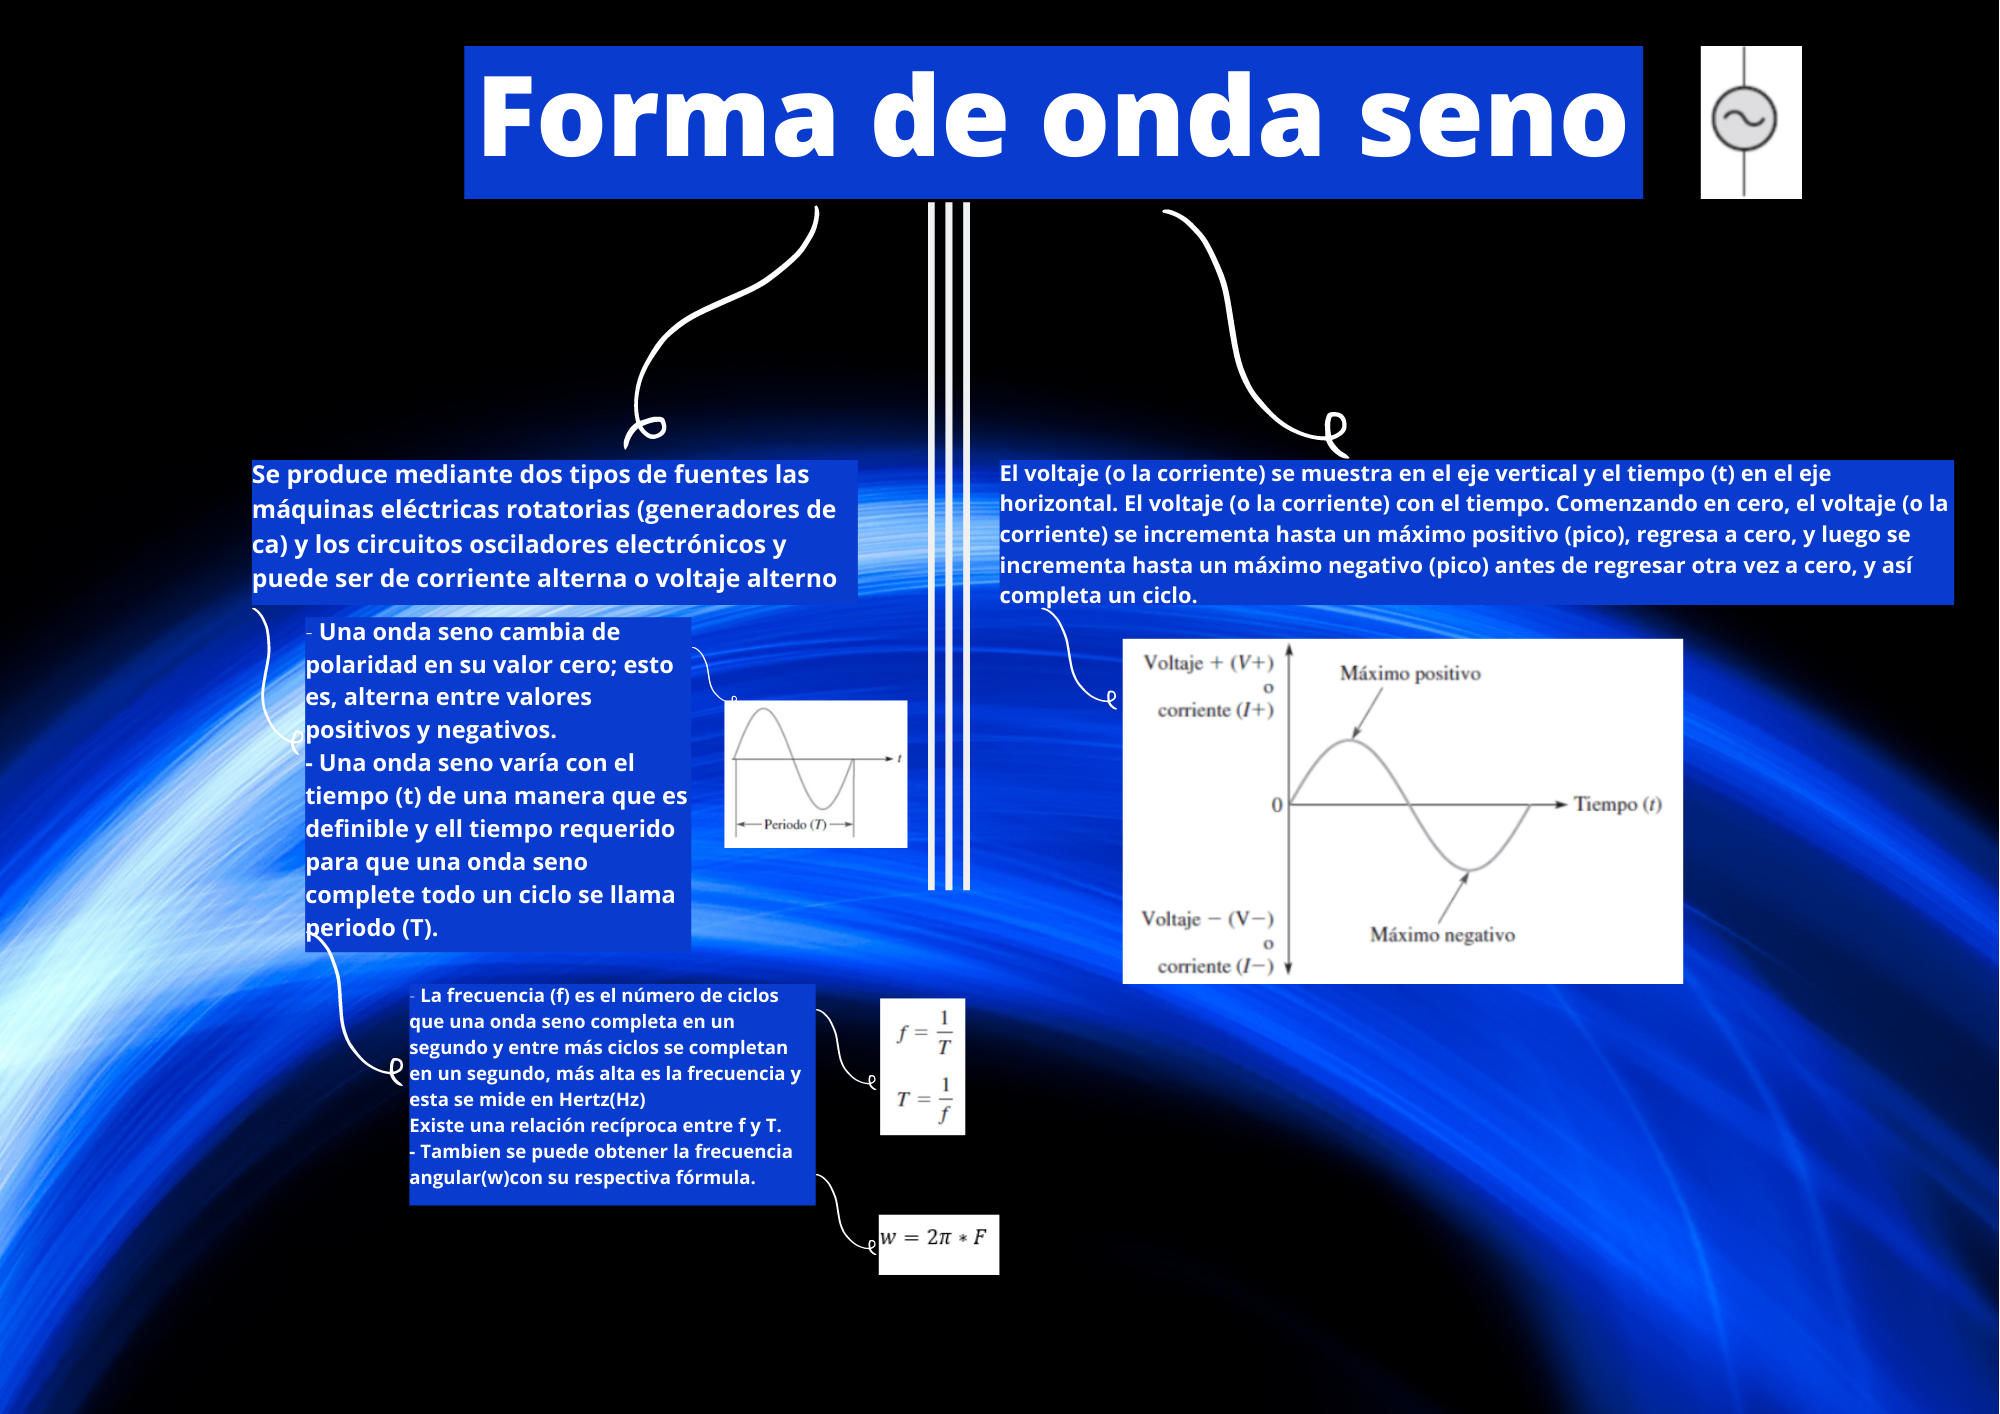 Forma de onda seno
Se produce mediante dos tipos de fuentes las
máquinas eléctricas rotatorias (generadores de
ca) y los circuitos osciladores electrónicos y
puede ser de corriente alterna o voltaje alterno
- Una onda seno cambia de
polaridad en su valor cero; esto
es, alterna entre valores
positivos y negativos.
- Una onda seno varía con el
tiempo (t) de una manera que es
definible y ell tiempo requerido
para que una onda seno
complete todo un ciclo se llama
periodo (T).
t
Periodo (T)
- La frecuencia (f) es el número de ciclos
que una onda seno completa en un
segundo y entre más ciclos se completan
en un segundo, más alta es la frecuencia y
esta se mide en Hertz(Hz)
Existe una relación recíproca entre f y T.
- Tambien se puede obtener la frecuencia
angular(w)con su respectiva fórmula.
f = 1/T
T = 1/f
w = 2π * F
El voltaje (o la corriente) se muestra en el eje vertical y el tiempo (t) en el eje
horizontal. El voltaje (o la corriente) con el tiempo. Comenzando en cero, el voltaje (o la
corriente) se incrementa hasta un máximo positivo (pico), regresa a cero, y luego se
incrementa hasta un máximo negativo (pico) antes de regresar otra vez a cero, y así
completa un ciclo.
Voltaje + (V+)
o
corriente (I+)
Máximo positivo
0
Tiempo (t)
Voltaje − (V−)
o
corriente (I−)
Máximo negativo